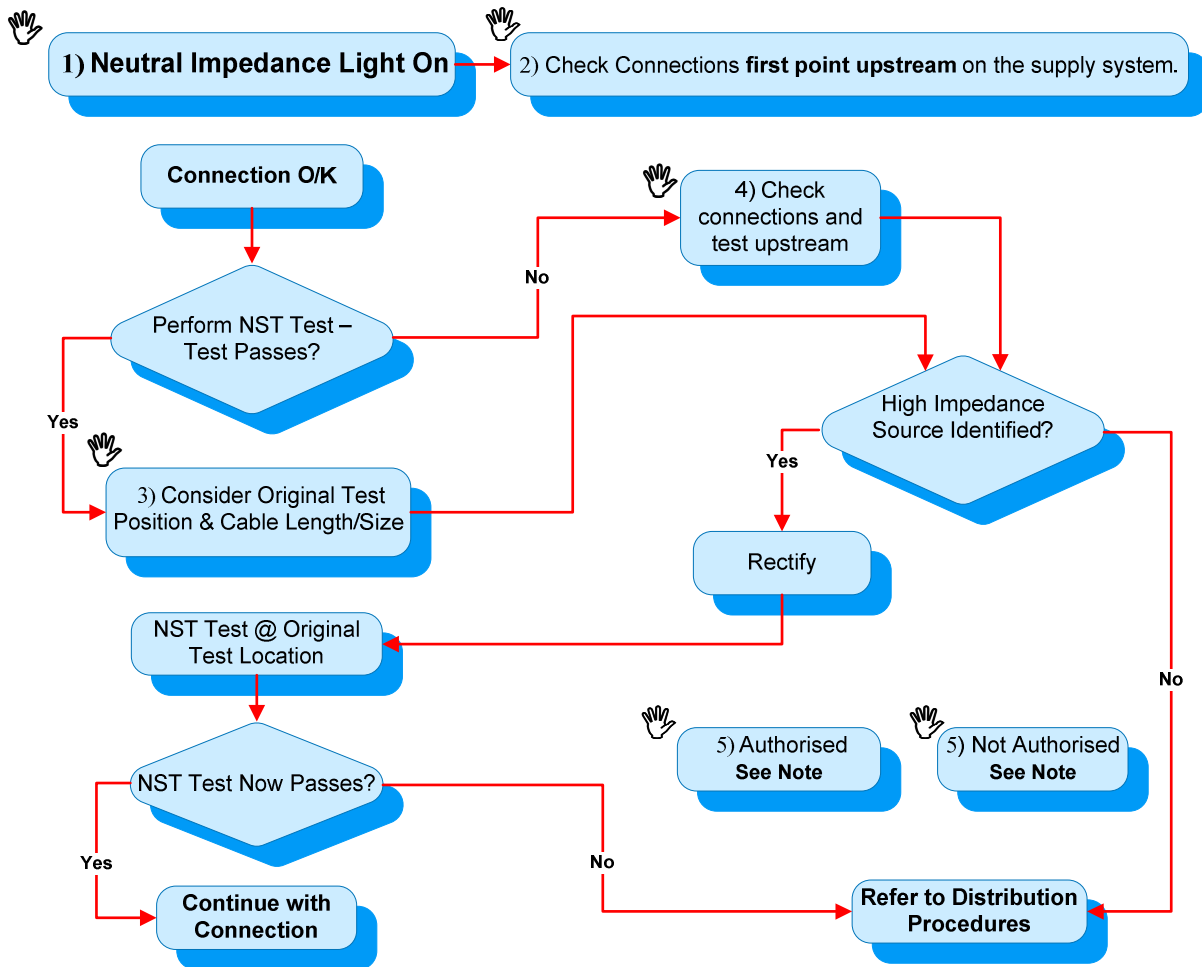 1) Neutral Impedance Light On
2) Check Connections first point upstream on the supply system.
Connection O/K
4) Check
connections and
test upstream
No
Perform NST Test –
Test Passes?
High Impedance
Source Identified?
Yes
Yes
3) Consider Original Test
Position & Cable Length/Size
Rectify
NST Test @ Original
Test Location
No
5) Authorised
See Note
5) Not Authorised
See Note
NST Test Now Passes?
Yes
No
Continue with
Connection
Refer to Distribution
Procedures